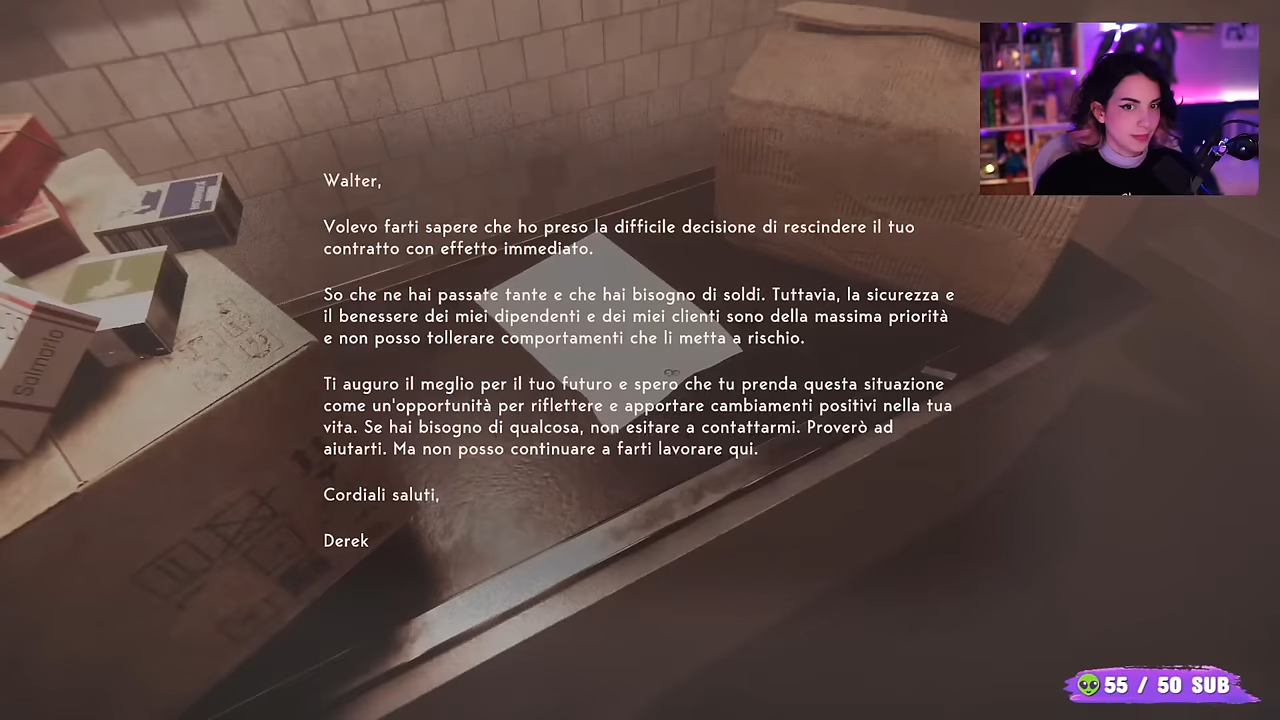 Walter,
Volevo farti sapere che ho preso la difficile decisione di rescindere il tuo
contratto con effetto immediato.
So che ne hai passate tante e che hai bisogno di soldi. Tuttavia, la sicurezza e
il benessere dei miei dipendenti e dei miei clienti sono della massima priorità
e non posso tollerare comportamenti che li metta a rischio.
Ti auguro il meglio per il tuo futuro e spero che tu prenda questa situazione
come un'opportunità per riflettere e apportare cambiamenti positivi nella tua
vita. Se hai bisogno di qualcosa, non esitare a contattarmi. Proverò ad
aiutarti. Ma non posso continuare a farti lavorare qui.
Cordiali saluti,
Derek
Salmorio
55 / 50 SUB